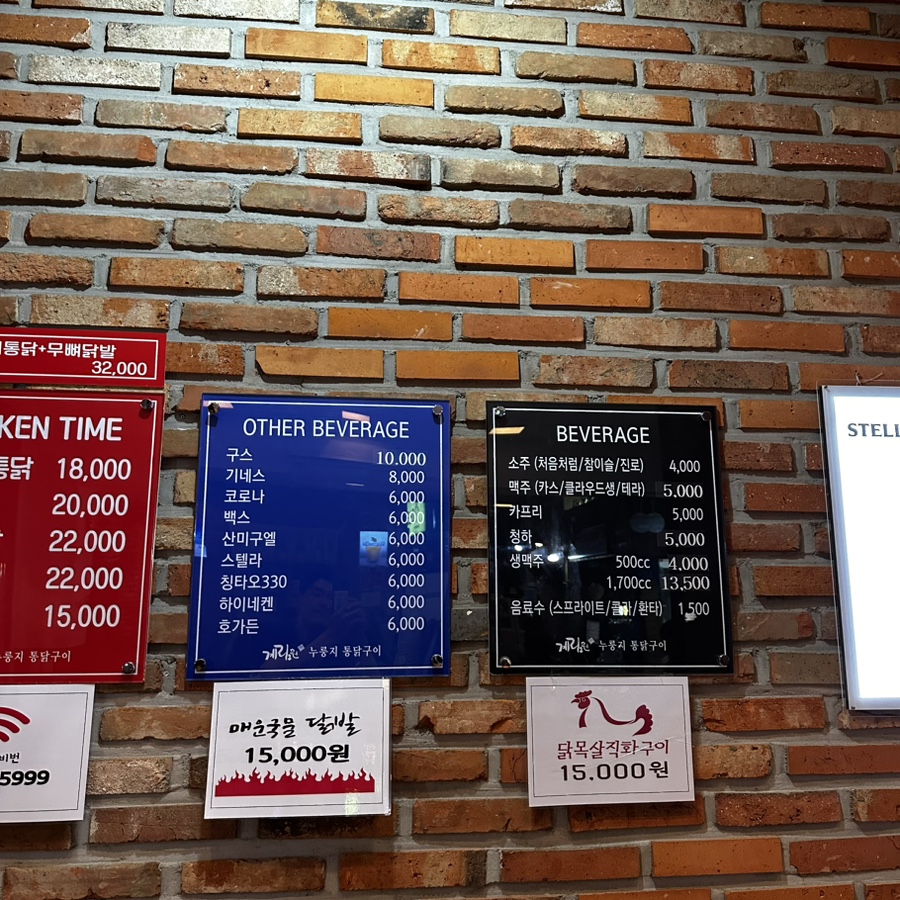 통닭+무뼈닭발
32,000
KEN TIME
통닭 18,000
20,000
22,000
22,000
15,000
누룽지 통닭구이
비번
5999
OTHER BEVERAGE
구스 10.000
기네스 8,000
코로나 6,000
백스 6,000
산미구엘 6,000
스텔라 6,000
칭타오330 6,000
하이네켄 6,000
호가든 6,000
계림원 누룽지 통닭구이
매운국물 닭발
15,000원
BEVERAGE
소주 (처음처럼/참이슬/진로) 4,000
맥주 (카스/클라우드생/테라) 5,000
카프리 5,000
청하 5,000
생맥주 500cc 4,000
1,700cc 13,500
음료수 (스프라이트/콜라/환타) 1,500
계림원 누룽지 통닭구이
닭목살직화구이
15.000원
STELL